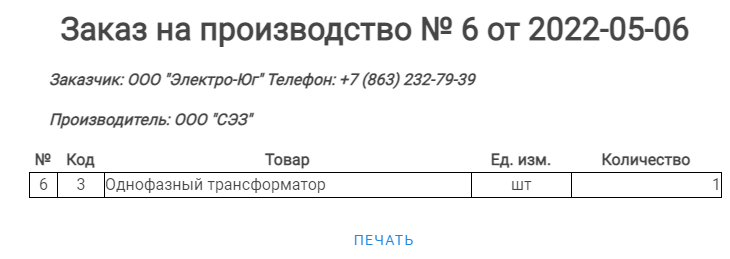 Заказ на производство № 6 от 2022-05-06
Заказчик: ООО "Электро-Юг" Телефон: +7 (863) 232-79-39
Производитель: ООО "СЭЗ"
№ Код Товар Ед. изм. Количество
6 3 Однофазный трансформатор шт 1
ПЕЧАТЬ